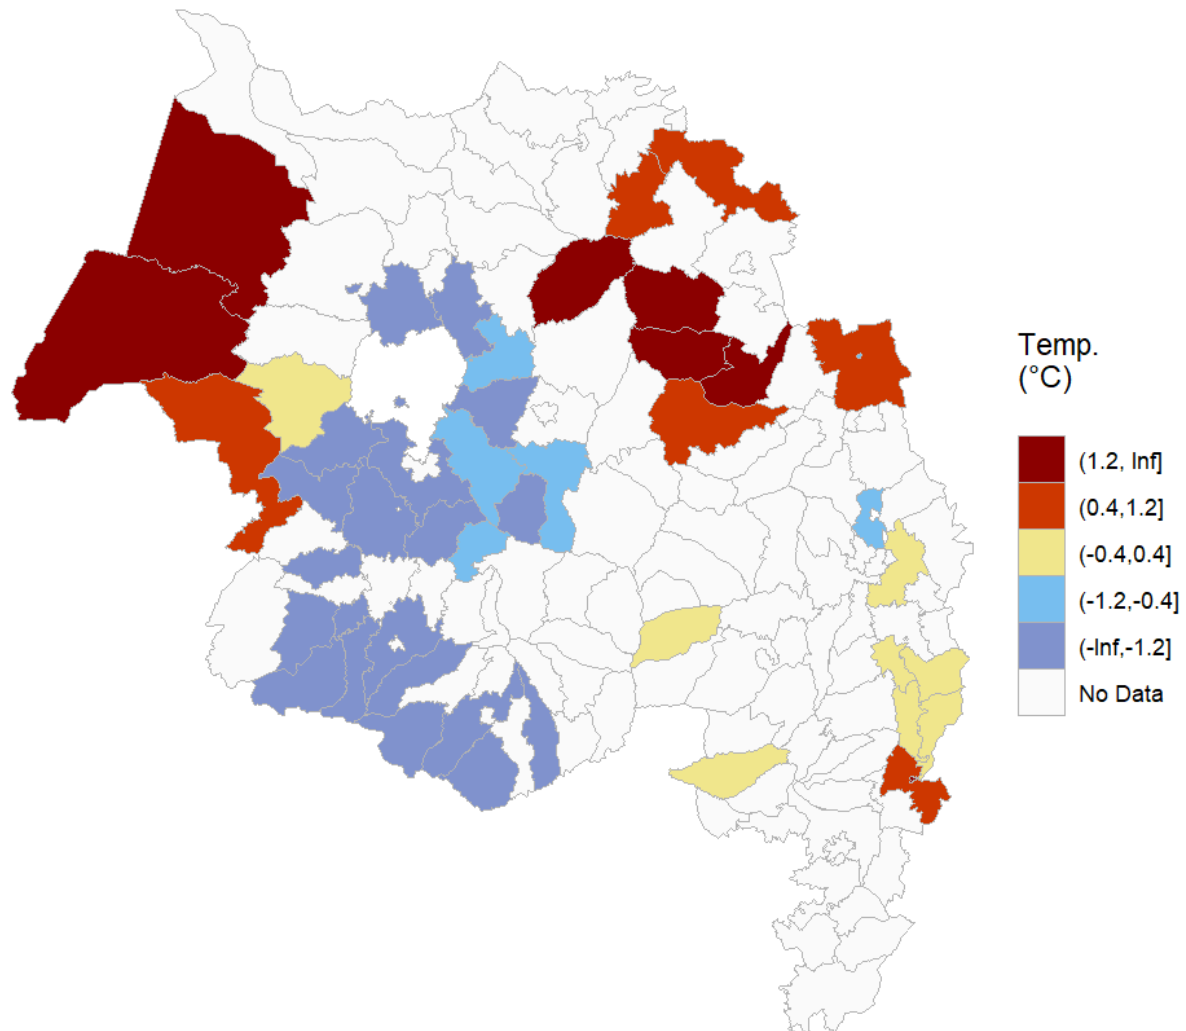 Temp.
(°C)
(1.2, Inf]
(0.4,1.2]
(-0.4,0.4]
(-1.2,-0.4]
(-Inf,-1.2]
No Data